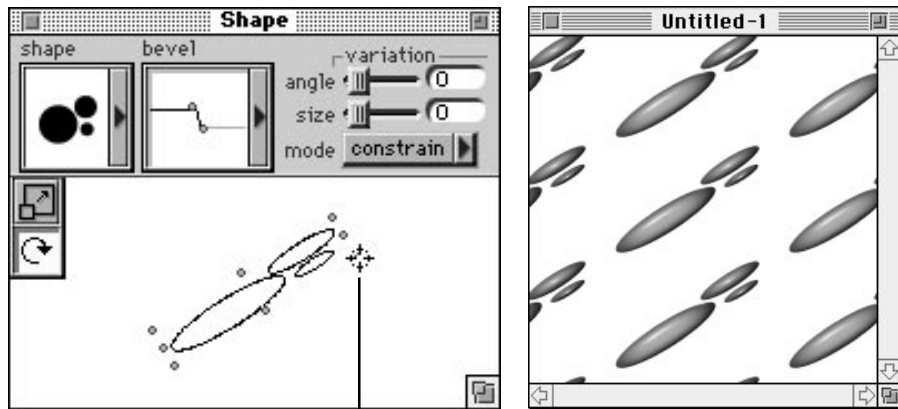 Shape
shape
bevel
variation
angle 0
size 0
mode constrain
Untitled-1